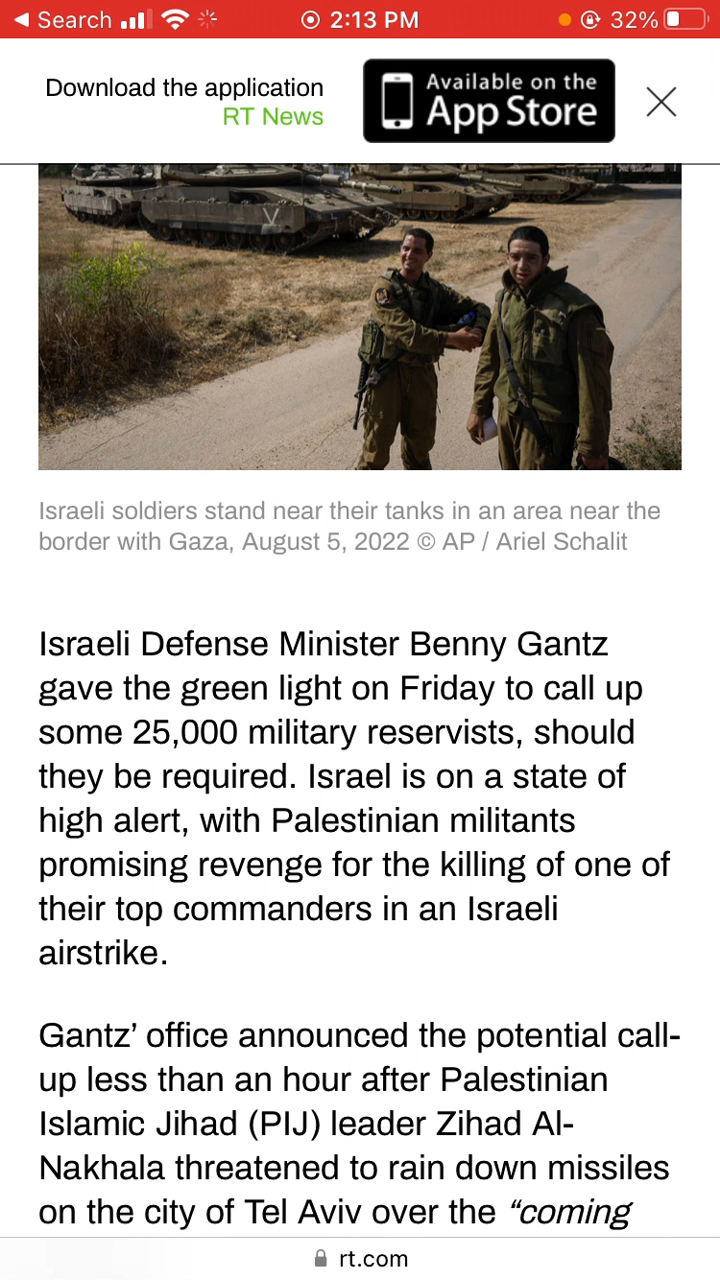 Search 2:13 PM 32%
Download the application
RT News
Available on the
App Store
Israeli soldiers stand near their tanks in an area near the
border with Gaza, August 5, 2022 © AP / Ariel Schalit
Israeli Defense Minister Benny Gantz
gave the green light on Friday to call up
some 25,000 military reservists, should
they be required. Israel is on a state of
high alert, with Palestinian militants
promising revenge for the killing of one of
their top commanders in an Israeli
airstrike.
Gantz’ office announced the potential call-
up less than an hour after Palestinian
Islamic Jihad (PIJ) leader Zihad Al-
Nakhala threatened to rain down missiles
on the city of Tel Aviv over the “coming
rt.com